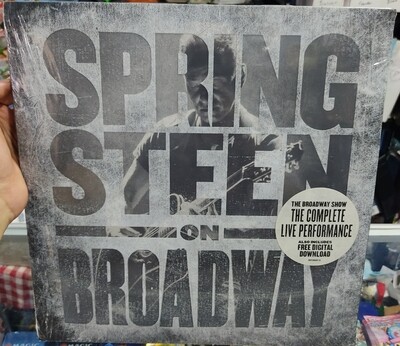 SPRING
STEEN
ON
BROADWAY
THE BROADWAY SHOW
THE COMPLETE
LIVE PERFORMANCE
ALSO INCLUDES
FREE DIGITAL
DOWNLOAD